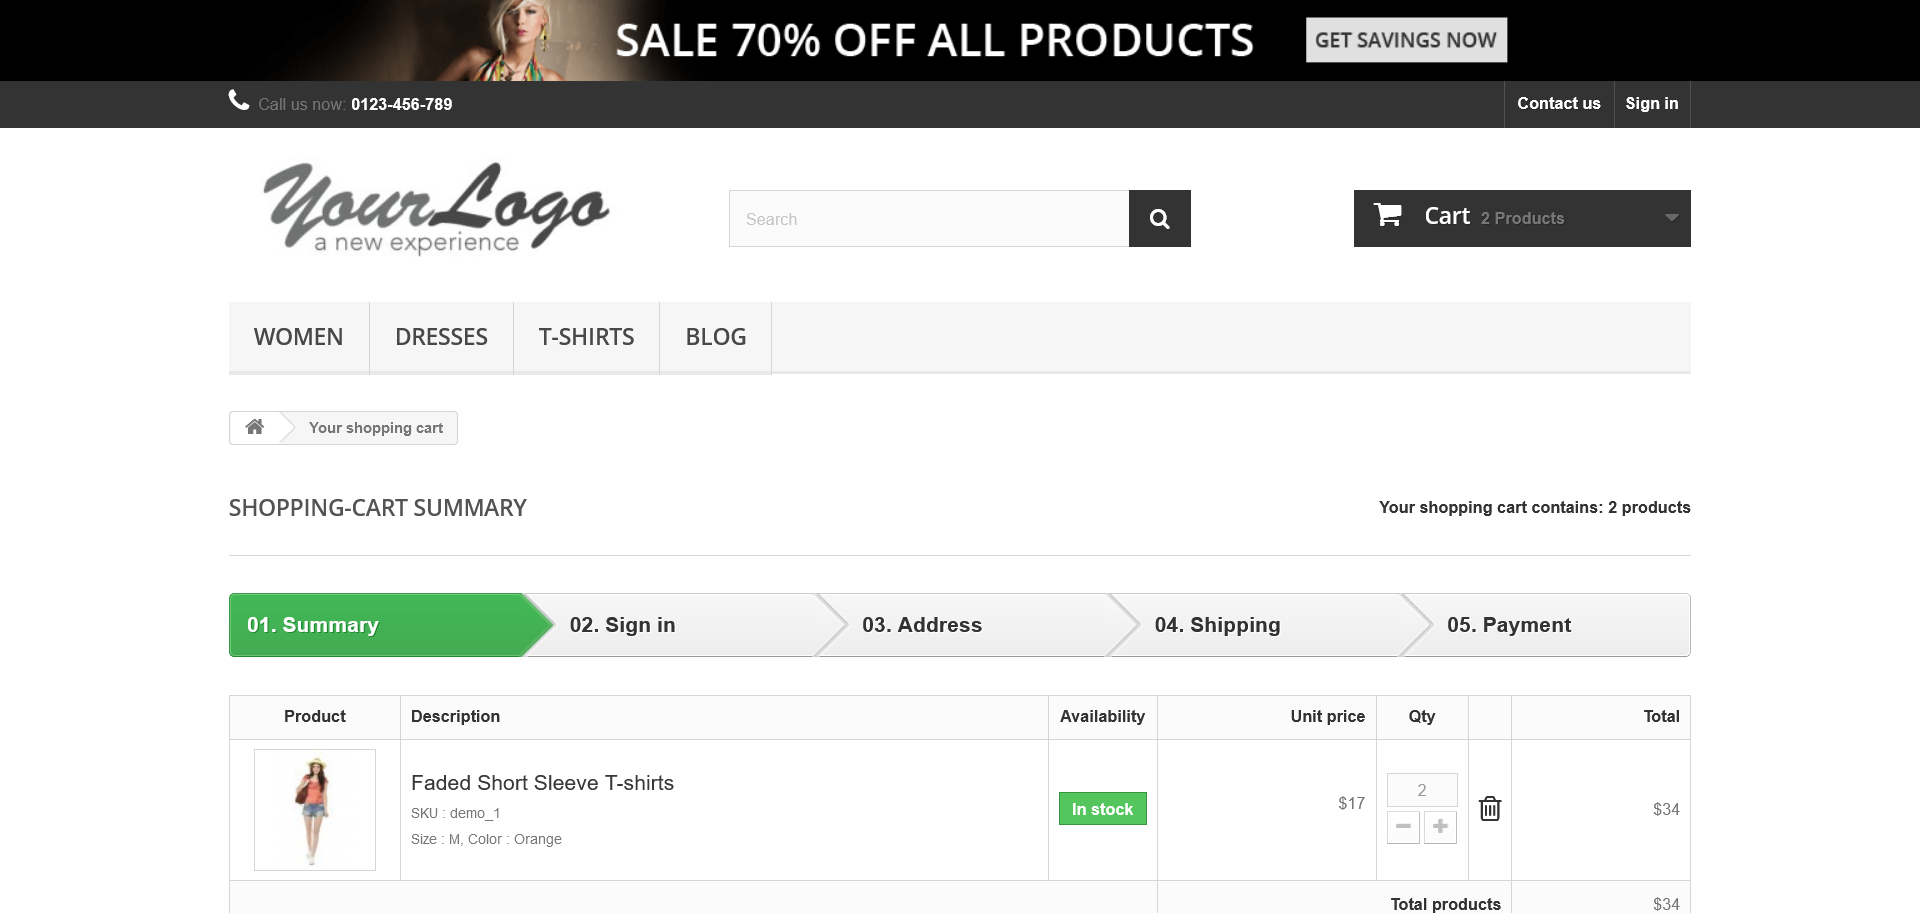 SALE 70% OFF ALL PRODUCTS
GET SAVINGS NOW
Call us now: 0123-456-789
Contact us
Sign in
YourLogo
a new experience
Search
Cart 2 Products
WOMEN
DRESSES
T-SHIRTS
BLOG
Your shopping cart
SHOPPING-CART SUMMARY
Your shopping cart contains: 2 products
01. Summary
02. Sign in
03. Address
04. Shipping
05. Payment
Product
Description
Availability
Unit price
Qty
Total
Faded Short Sleeve T-shirts
SKU : demo_1
Size : M, Color : Orange
In stock
$17
2
$34
Total products
$34